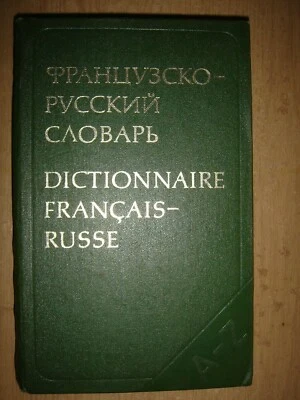 ФРАНЦУЗСКО-
РУССКИЙ
СЛОВАРЬ
DICTIONNAIRE
FRANÇAIS-
RUSSE
A-Z